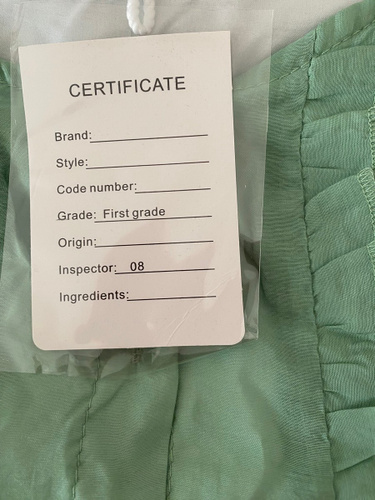 CERTIFICATE
Brand:
Style:
Code number:
Grade: First grade
Origin:
Inspector: 08
Ingredients: